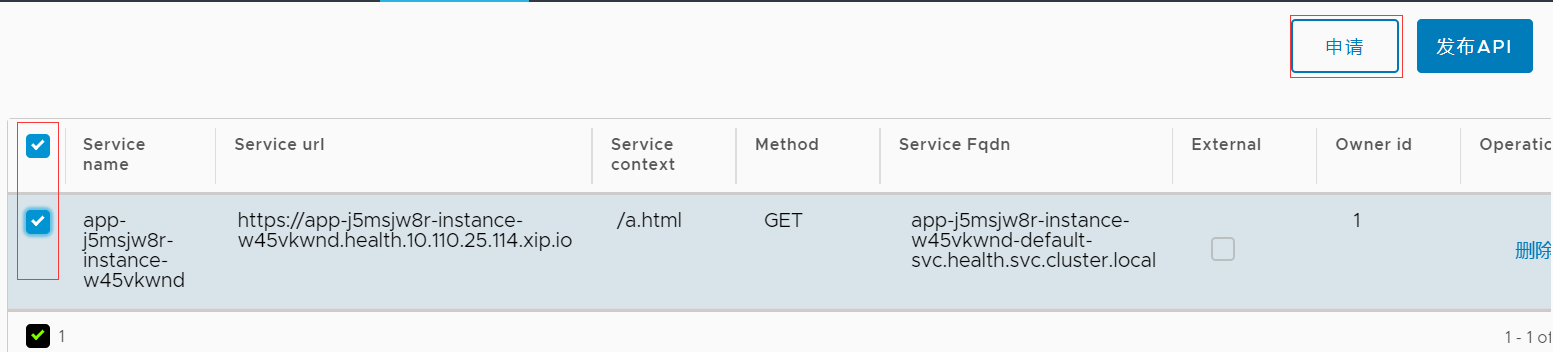 申请 发布API
Service name Service url Service context Method Service Fqdn External Owner id Operatio
app-j5msjw8r-instance-w45vkwnd https://app-j5msjw8r-instance-w45vkwnd.health.10.110.25.114.xip.io /a.html GET app-j5msjw8r-instance-w45vkwnd-default-svc.health.svc.cluster.local 1 删除
1 1 - 1 of